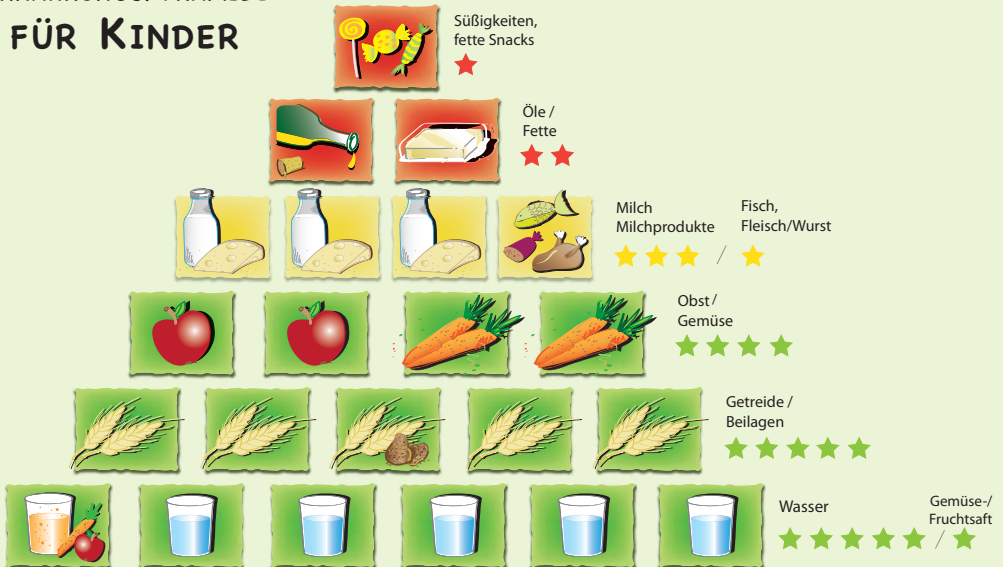 FÜR KINDER
Süßigkeiten,
fette Snacks
Öle /
Fette
Milch
Milchprodukte
/
Fisch,
Fleisch/Wurst
Obst /
Gemüse
Getreide /
Beilagen
Wasser
/
Gemüse-/
Fruchtsaft